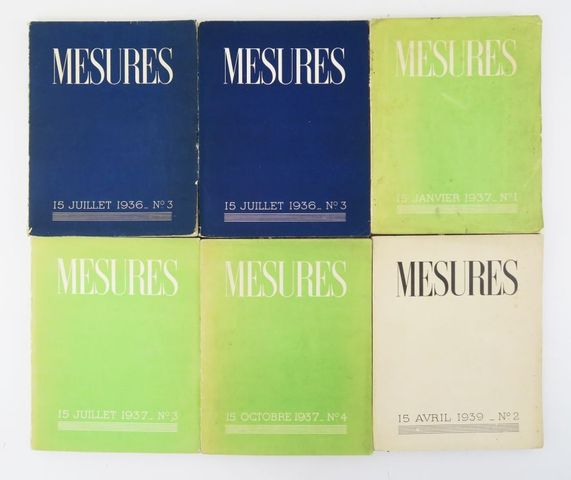 MESURES
15 JUILLET 1936_ No 3
MESURES
15 JUILLET 1936_ No 3
MESURES
15 JANVIER 1937_ No 1
MESURES
15 JUILLET 1937_ No 3
MESURES
15 OCTOBRE 1937_ No 4
MESURES
15 AVRIL 1939 _ No 2